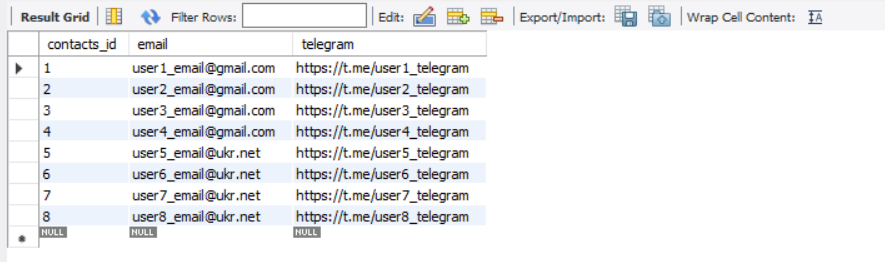 Result Grid Filter Rows: Edit: Export/Import: Wrap Cell Content: IA
contacts_id email telegram
1 user1_email@gmail.com https://t.me/user1_telegram
2 user2_email@gmail.com https://t.me/user2_telegram
3 user3_email@gmail.com https://t.me/user3_telegram
4 user4_email@gmail.com https://t.me/user4_telegram
5 user5_email@ukr.net https://t.me/user5_telegram
6 user6_email@ukr.net https://t.me/user6_telegram
7 user7_email@ukr.net https://t.me/user7_telegram
8 user8_email@ukr.net https://t.me/user8_telegram
NULL NULL NULL